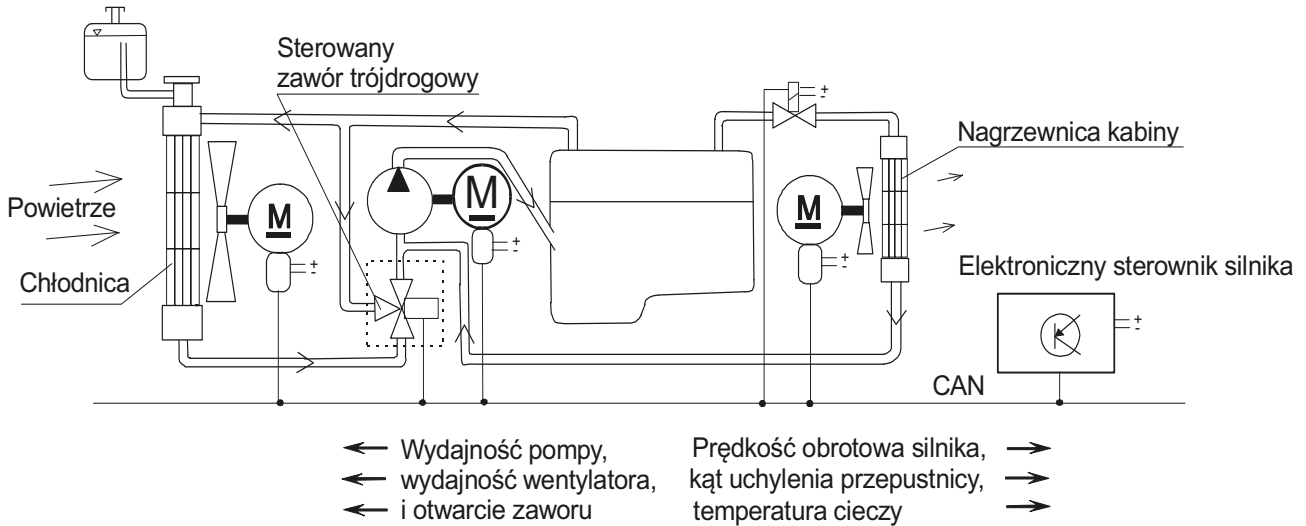 Sterowany
zawór trójdrogowy
+
-
Nagrzewnica kabiny
Powietrze
M
M
M
+
-
+
-
+
-
Chłodnica
Elektroniczny sterownik silnika
+
-
CAN
Wydajność pompy,
wydajność wentylatora,
i otwarcie zaworu
Prędkość obrotowa silnika,
kąt uchylenia przepustnicy,
temperatura cieczy